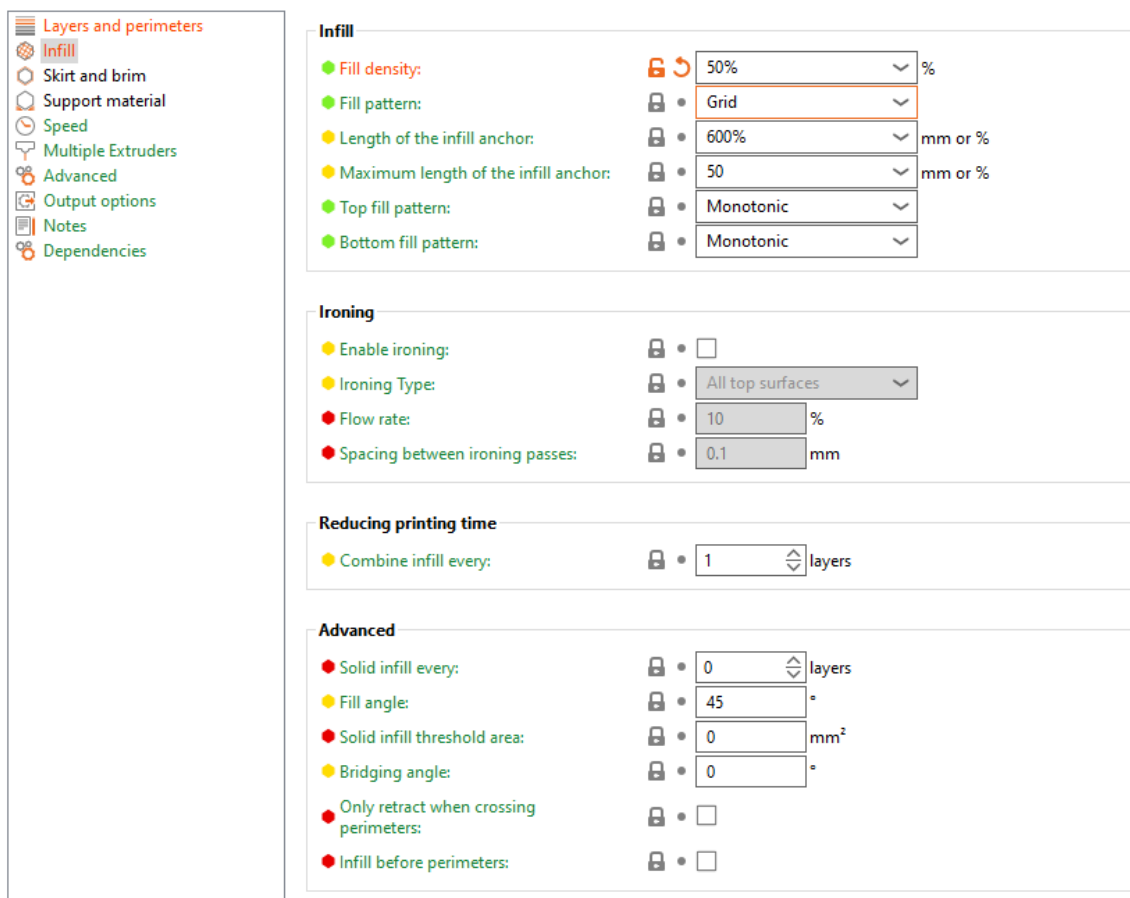 Layers and perimeters
Infill
Skirt and brim
Support material
Speed
Multiple Extruders
Advanced
Output options
Notes
Dependencies
Infill
Fill density: 50% %
Fill pattern: Grid
Length of the infill anchor: 600% mm or %
Maximum length of the infill anchor: 50 mm or %
Top fill pattern: Monotonic
Bottom fill pattern: Monotonic
Ironing
Enable ironing:
Ironing Type: All top surfaces
Flow rate: 10 %
Spacing between ironing passes: 0.1 mm
Reducing printing time
Combine infill every: 1 layers
Advanced
Solid infill every: 0 layers
Fill angle: 45 °
Solid infill threshold area: 0 mm²
Bridging angle: 0 °
Only retract when crossing
perimeters:
Infill before perimeters: